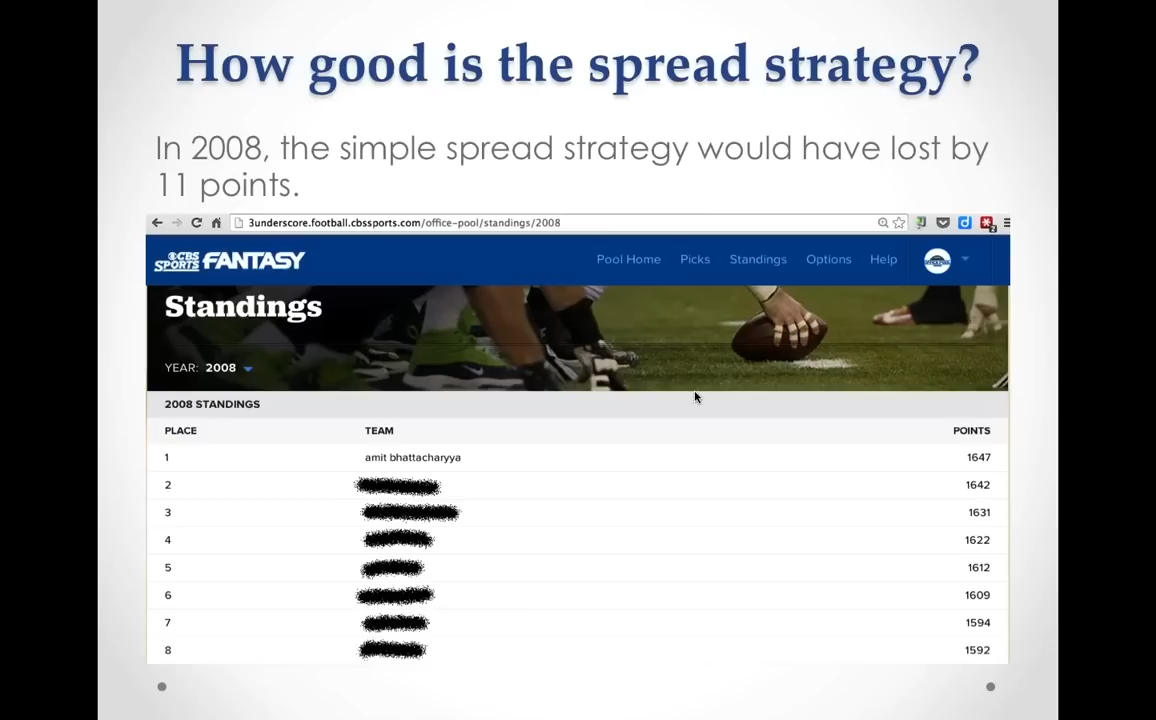 How good is the spread strategy?
In 2008, the simple spread strategy would have lost by
11 points.
3underscore.football.cbssports.com/office-pool/standings/2008
CBS SPORTS FANTASY
Pool Home Picks Standings Options Help
Standings
YEAR: 2008
2008 STANDINGS
PLACE TEAM POINTS
1 amit bhattacharyya 1647
2 1642
3 1631
4 1622
5 1612
6 1609
7 1594
8 1592